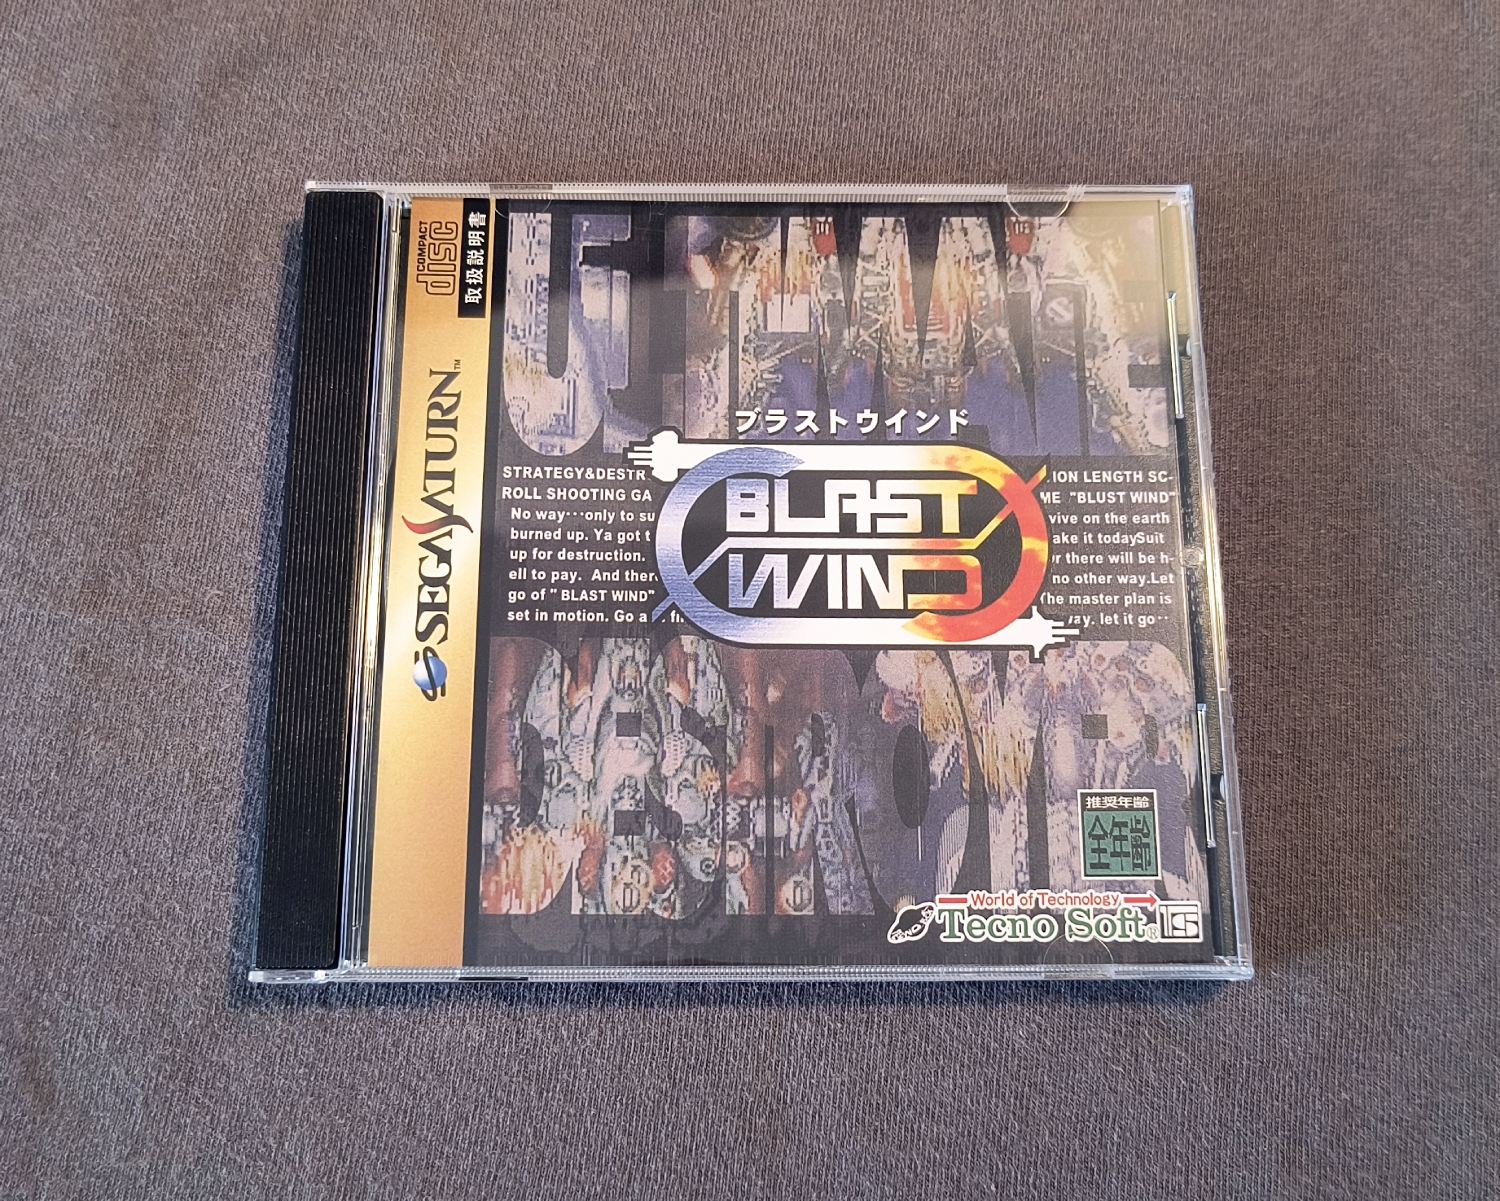 COMPACT
disc
取扱説明書
SEGA SATURN™
ULTIMATE
ブラストウインド
BLAST
WIND
STRATEGY&DESTR .ION LENGTH SC-
ROLL SHOOTING GA ME "BLUST WIND"
No way···only to su vive on the earth
burned up. Ya got t ake it todaySuit
up for destruction. r there will be h-
ell to pay. And ther no other way.Let
go of " BLAST WIND" The master plan is
set in motion. Go a fi way. let it go··
DESTROYER
推奨年齢
全年齢
World of Technology
Tecno Soft®